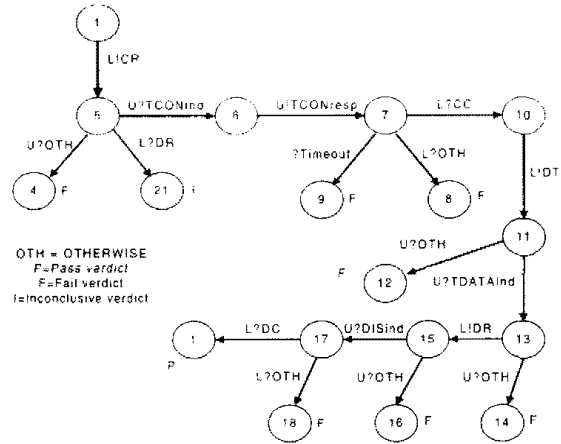 1
L!CR
5
U?TCONind
6
U!TCONresp
7
L?CC
10
U?OTH
L?DR
?Timeout
L?OTH
L!DT
4
F
21
I
9
F
8
F
11
OTH = OTHERWISE
P=Pass verdict
F=Fail verdict
I=Inconclusive verdict
U?OTH
F
12
U?TDATAind
1
L?DC
17
U?DISind
15
L!DR
13
P
L?OTH
U?OTH
U?OTH
18
F
16
F
14
F